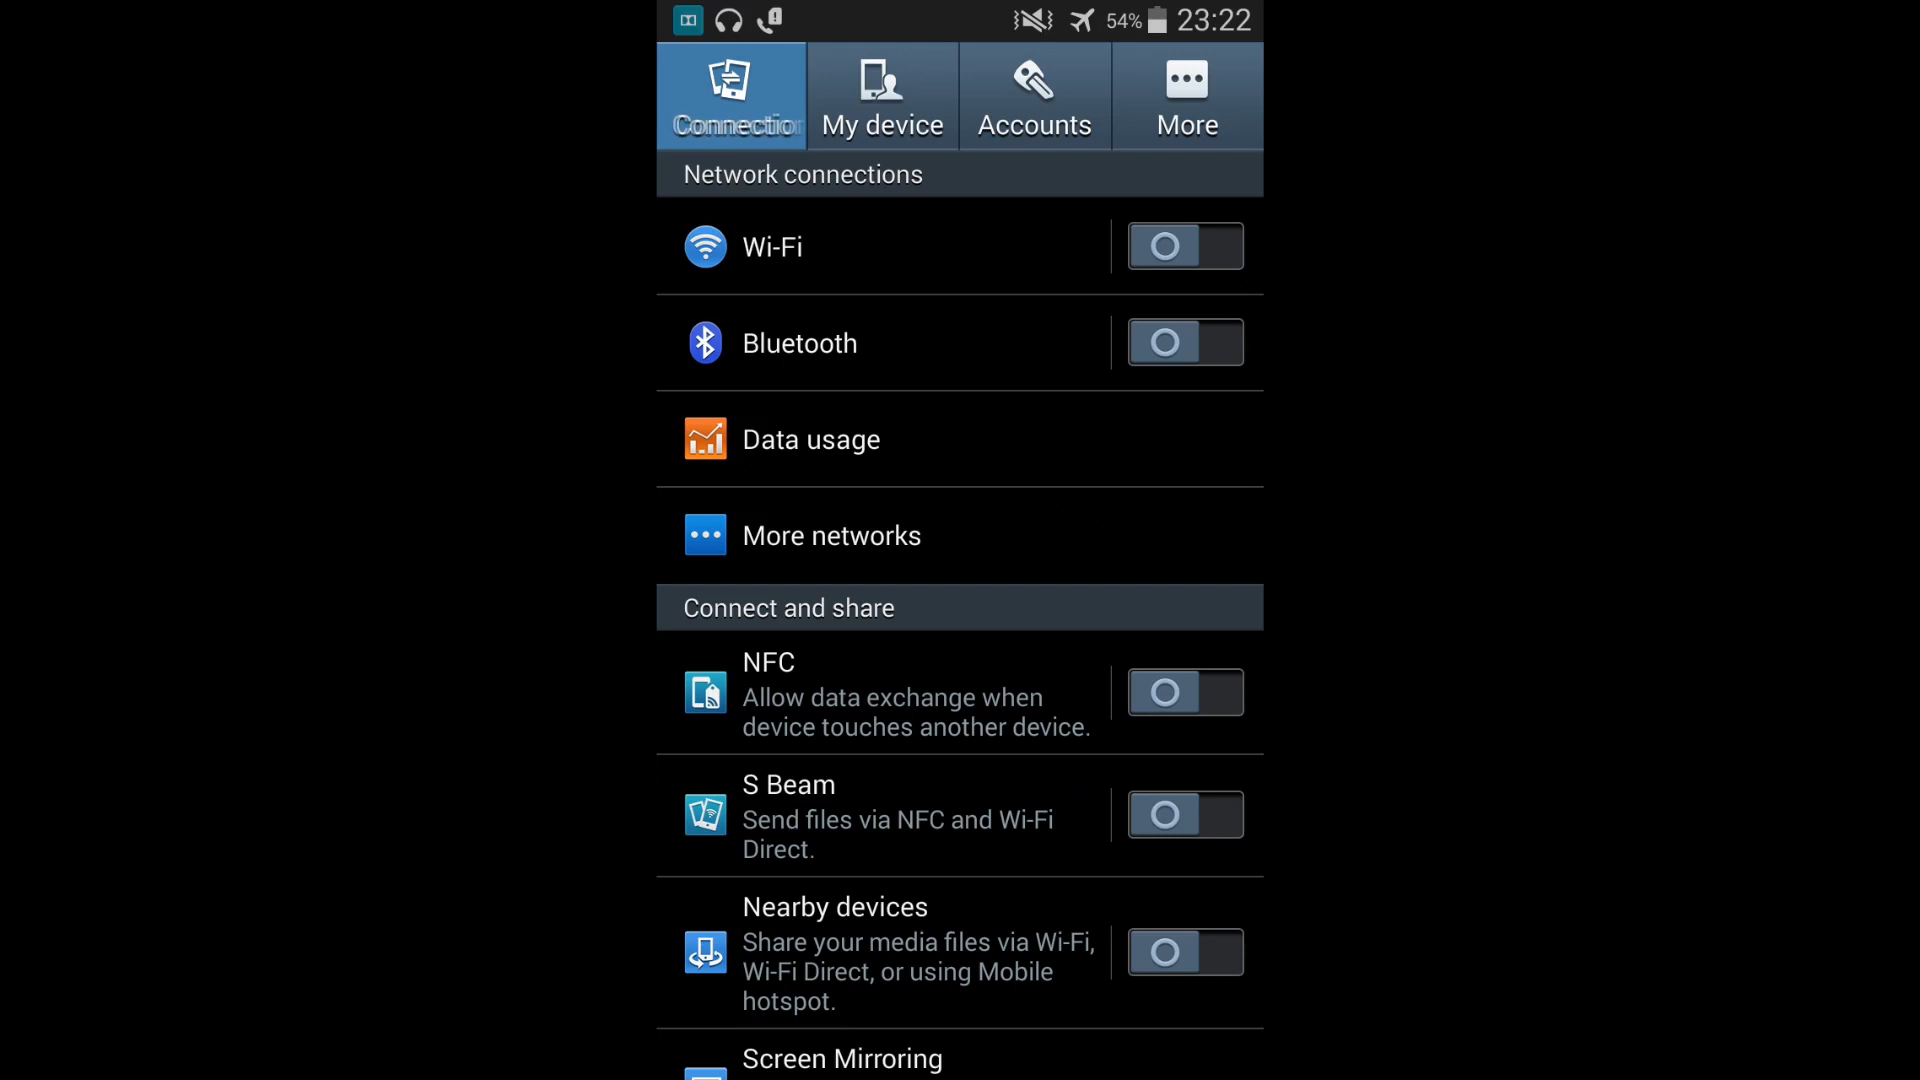 54% 23:22
Connection
My device
Accounts
More
Network connections
Wi-Fi
Bluetooth
Data usage
More networks
Connect and share
NFC
Allow data exchange when
device touches another device.
S Beam
Send files via NFC and Wi-Fi
Direct.
Nearby devices
Share your media files via Wi-Fi,
Wi-Fi Direct, or using Mobile
hotspot.
Screen Mirroring